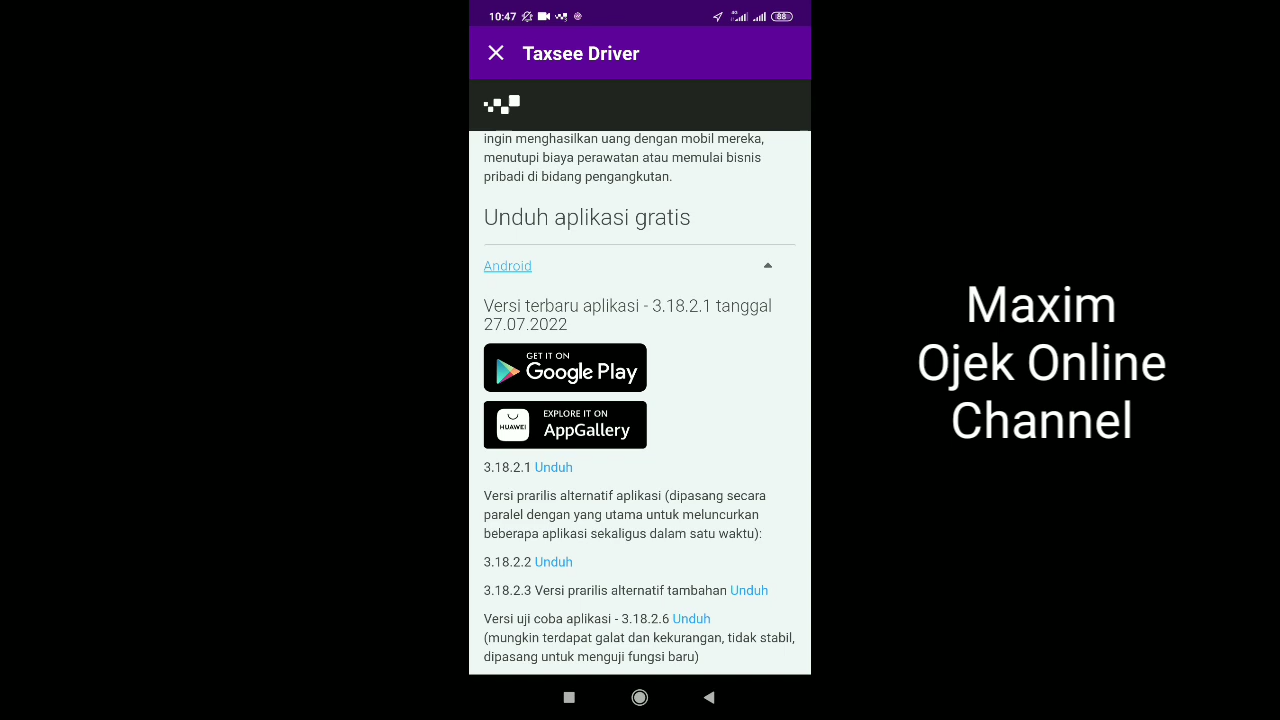 10:47
4G
88
Taxsee Driver
ingin menghasilkan uang dengan mobil mereka,
menutupi biaya perawatan atau memulai bisnis
pribadi di bidang pengangkutan.
Unduh aplikasi gratis
Android
Versi terbaru aplikasi - 3.18.2.1 tanggal
27.07.2022
GET IT ON
Google Play
HUAWEI
EXPLORE IT ON
AppGallery
3.18.2.1 Unduh
Versi prarilis alternatif aplikasi (dipasang secara
paralel dengan yang utama untuk meluncurkan
beberapa aplikasi sekaligus dalam satu waktu):
3.18.2.2 Unduh
3.18.2.3 Versi prarilis alternatif tambahan Unduh
Versi uji coba aplikasi - 3.18.2.6 Unduh
(mungkin terdapat galat dan kekurangan, tidak stabil,
dipasang untuk menguji fungsi baru)
Maxim
Ojek Online
Channel